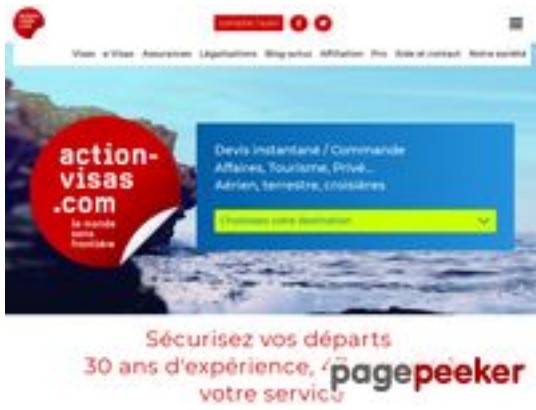 Visas e-Visas Assurances Légalisations Blog-actus Affiliation Pro Aide et contact Notre société
action-
visas
.com
le monde
sans
frontière
Devis instantané / Commande
Affaires, Tourisme, Privé...
Aérien, terrestre, croisières
Choisissez votre destination
Sécurisez vos départs
30 ans d'expérience,
votre service
pagepeeker